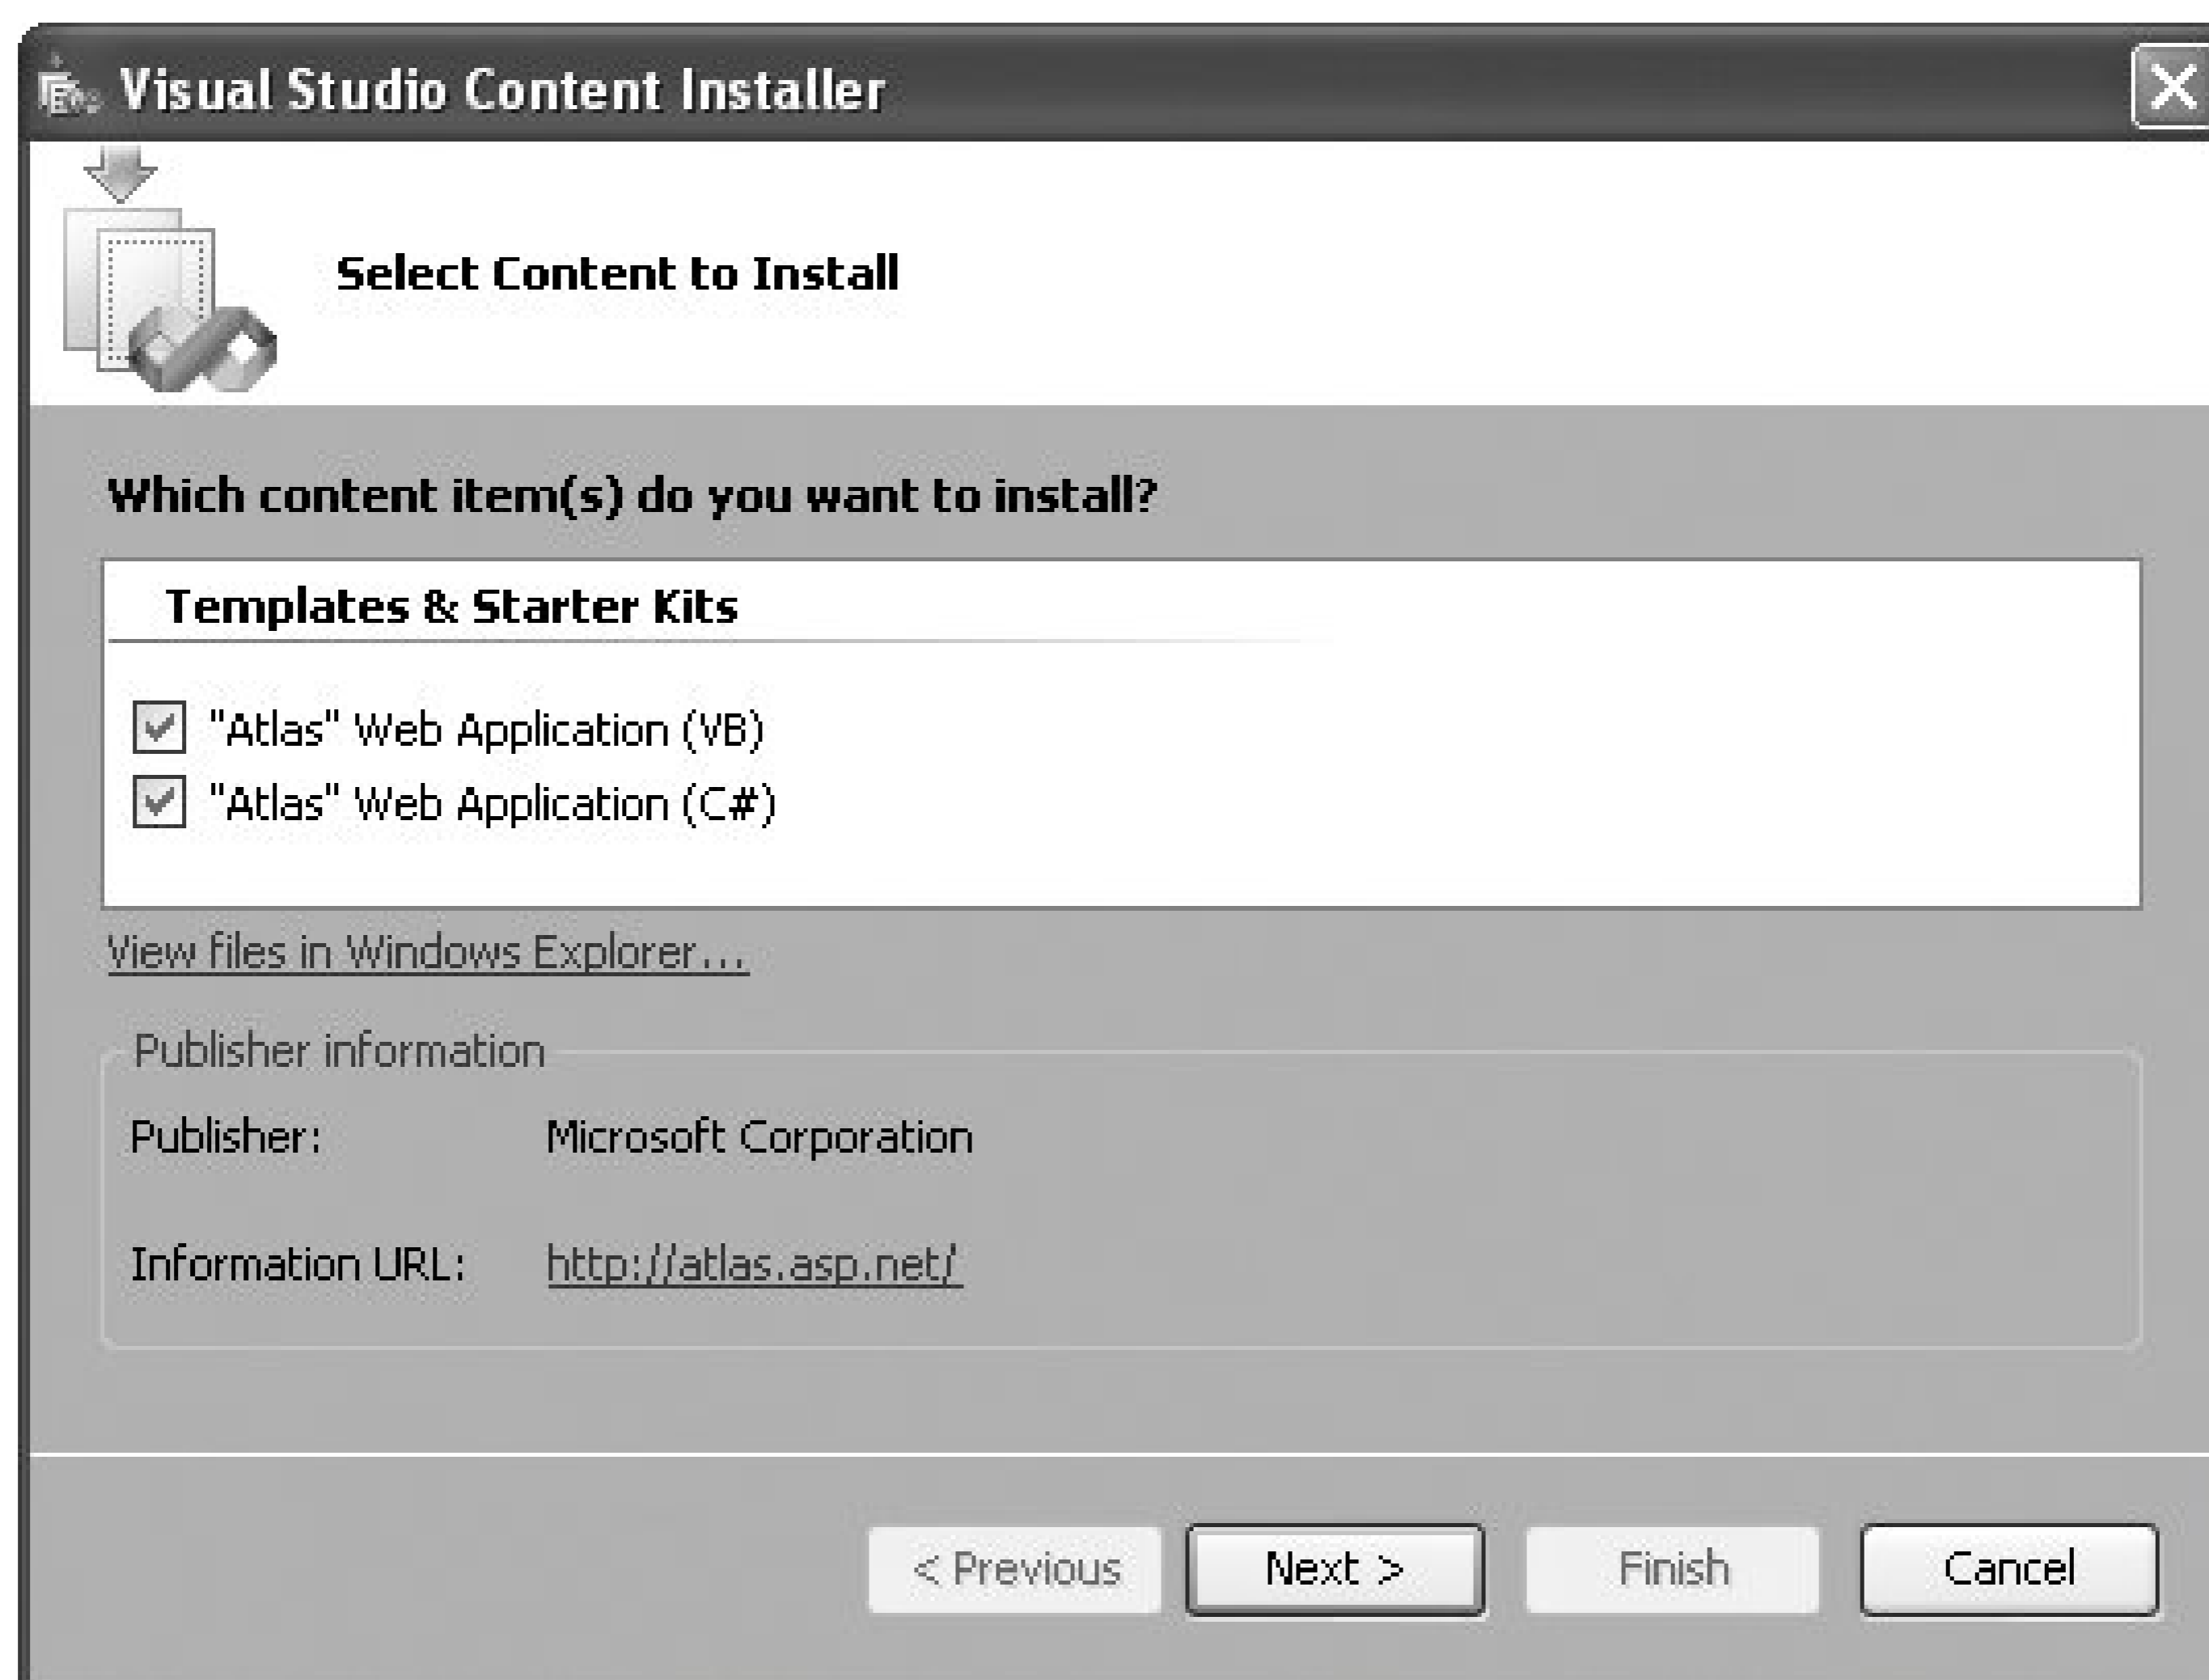 Visual Studio Content Installer
Select Content to Install
Which content item(s) do you want to install?
Templates & Starter Kits
"Atlas" Web Application (VB)
"Atlas" Web Application (C#)
View files in Windows Explorer...
Publisher information
Publisher: Microsoft Corporation
Information URL: http://atlas.asp.net/
< Previous Next > Finish Cancel